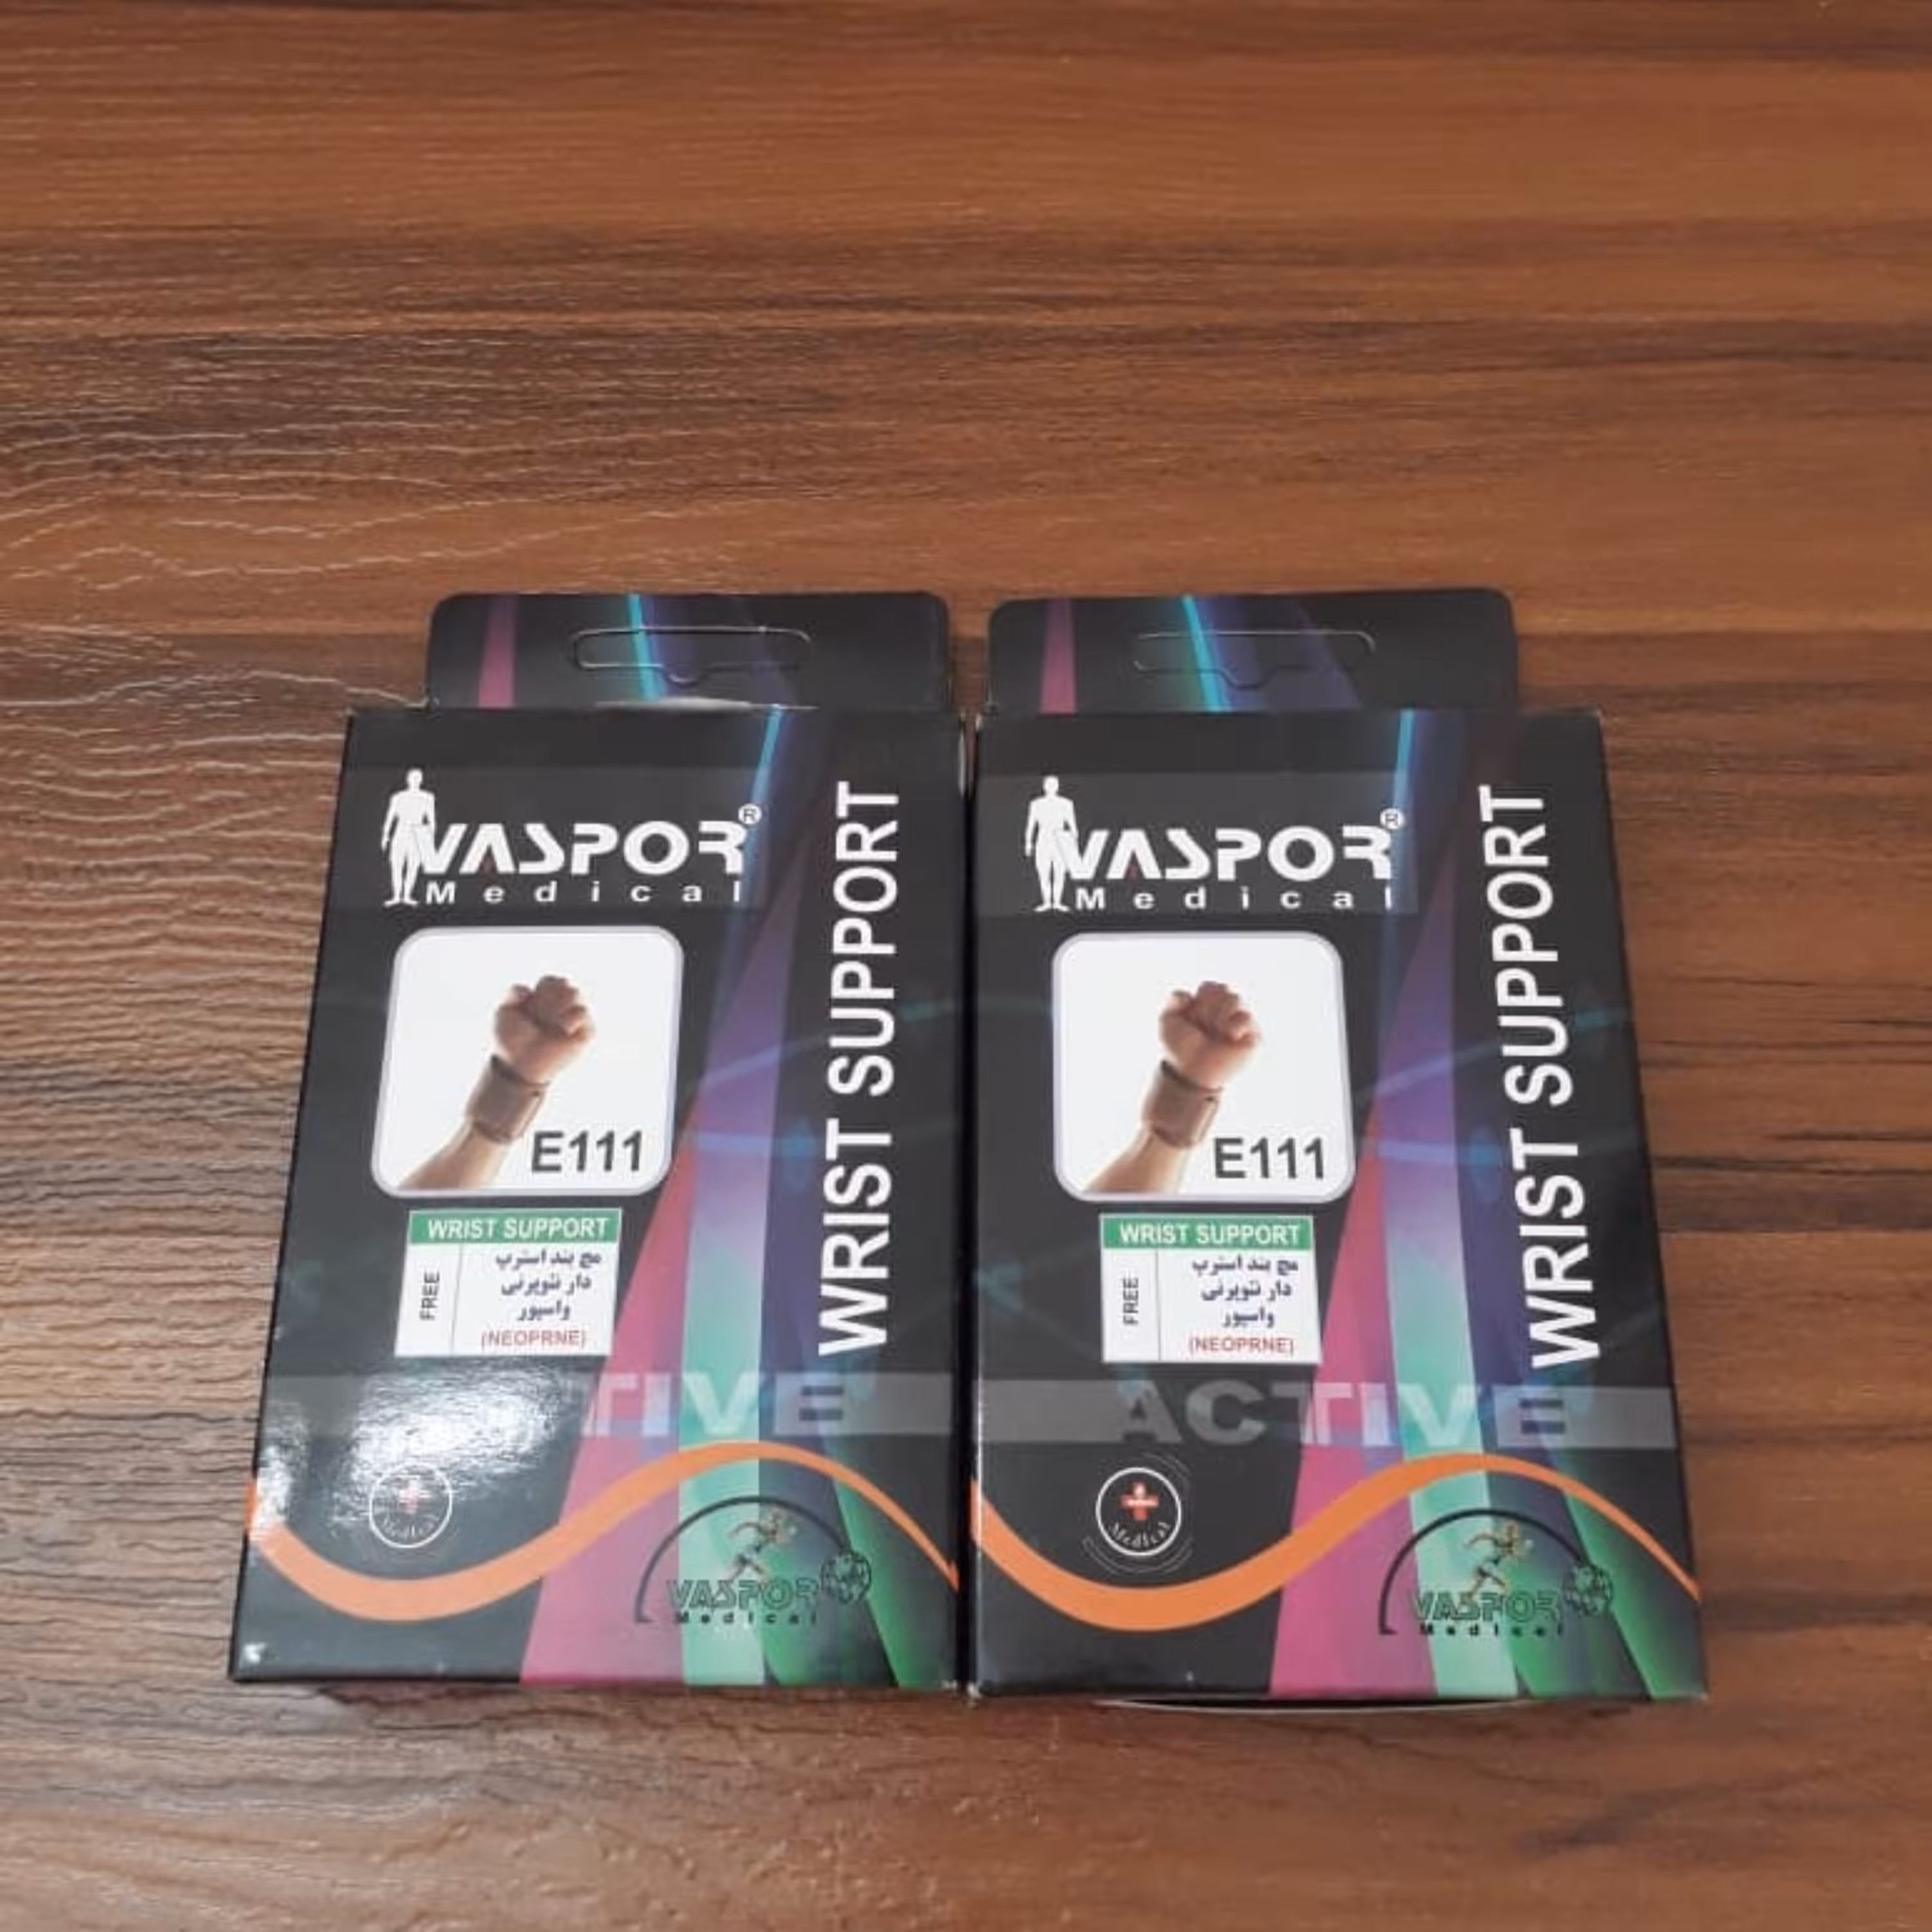 VASPOR®
Medical
WRIST SUPPORT
E111
WRIST SUPPORT
FREE
مچ بند استرپ
دار نئوپرنی
واسپور
(NEOPRNE)
TIVE
Medical
VASPOR
Medical
VASPOR®
Medical
WRIST SUPPORT
E111
WRIST SUPPORT
FREE
مچ بند استرپ
دار نئوپرنی
واسپور
(NEOPRNE)
ACTIVE
Medical
VASPOR
Medical